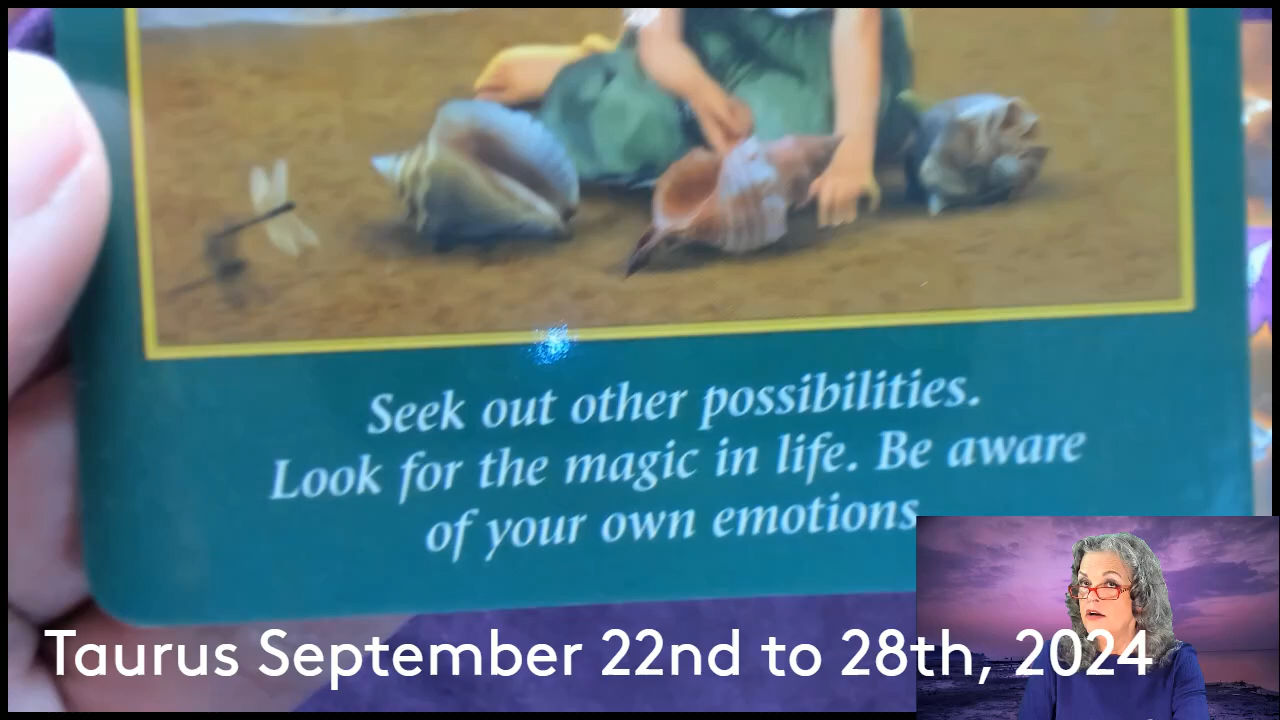 Seek out other possibilities.
Look for the magic in life. Be aware
of your own emotions
Taurus September 22nd to 28th, 2024